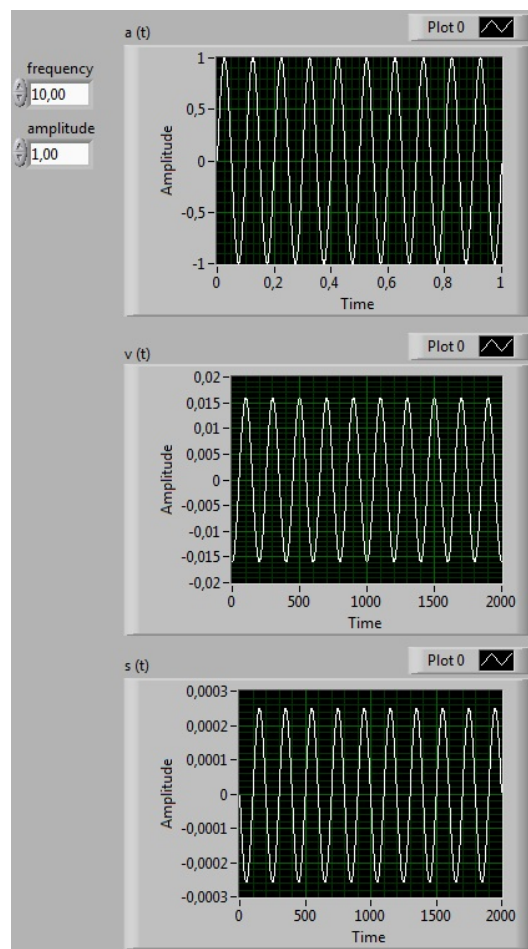 a (t)
Plot 0
frequency
10,00
amplitude
1,00
Amplitude
1
0,5
0
-0,5
-1
0 0,2 0,4 0,6 0,8 1
Time
v (t)
Plot 0
Amplitude
0,02
0,015
0,01
0,005
0
-0,005
-0,01
-0,015
-0,02
0 500 1000 1500 2000
Time
s (t)
Plot 0
Amplitude
0,0003
0,0002
0,0001
0
-0,0001
-0,0002
-0,0003
0 500 1000 1500 2000
Time